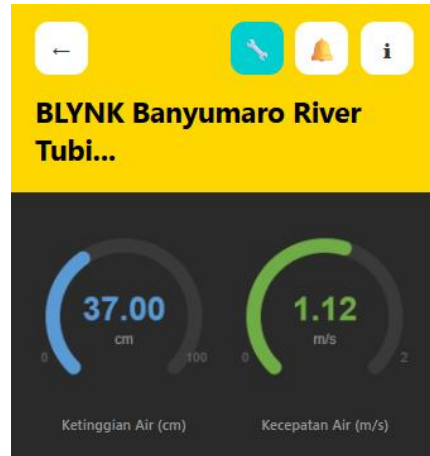 ←
i
BLYNK Banyumaro River
Tubi...
37.00
cm
0
100
Ketinggian Air (cm)
1.12
m/s
0
2
Kecepatan Air (m/s)